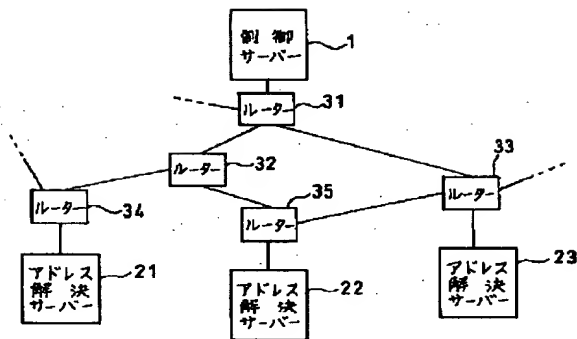 制御
サーバー
1
ルーター
31
ルーター
32
33
ルーター
35
ルーター
ルーター
34
アドレス
解決
サーバー
21
アドレス
解決
サーバー
22
アドレス
解決
サーバー
23